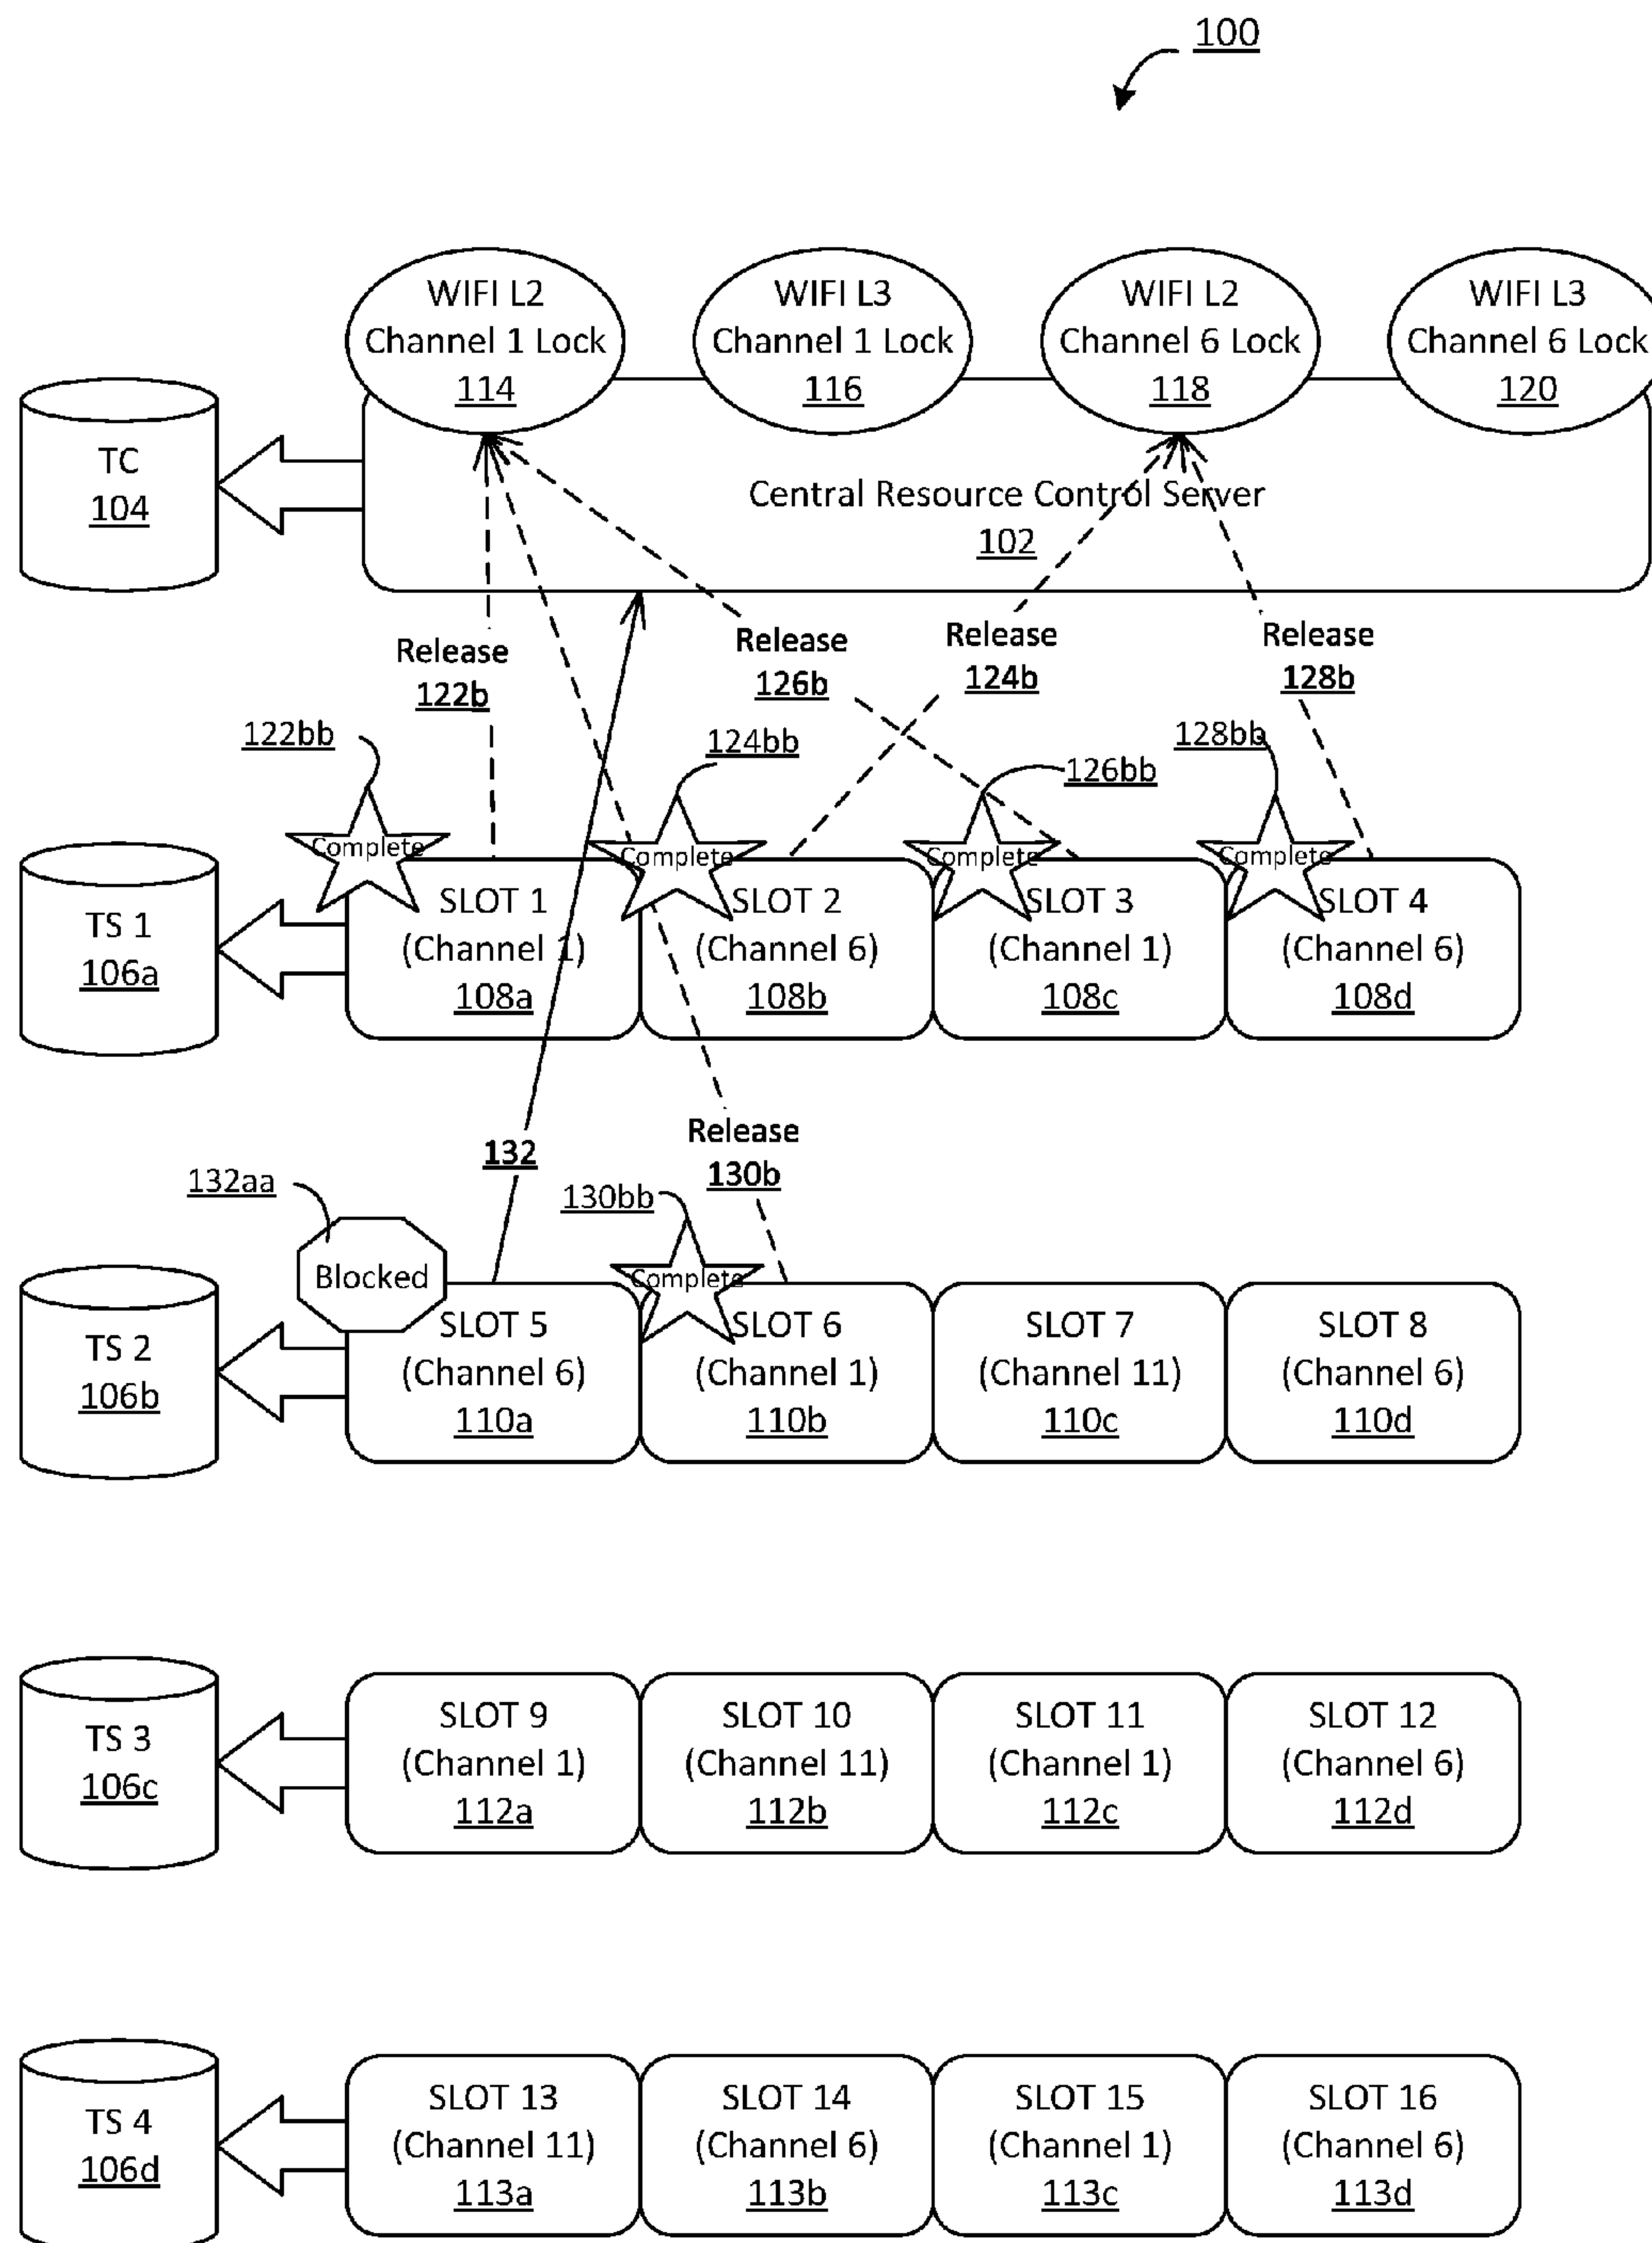 100
WIFI L2
Channel 1 Lock
114
WIFI L3
Channel 1 Lock
116
WIFI L2
Channel 6 Lock
118
WIFI L3
Channel 6 Lock
120
TC
104
Central Resource Control Server
102
Release
122b
Release
126b
Release
124b
Release
128b
122bb
124bb
126bb
128bb
Complete
Complete
Complete
Complete
TS 1
106a
SLOT 1
(Channel 1)
108a
SLOT 2
(Channel 6)
108b
SLOT 3
(Channel 1)
108c
SLOT 4
(Channel 6)
108d
132
Release
130b
132aa
130bb
Blocked
Complete
TS 2
106b
SLOT 5
(Channel 6)
110a
SLOT 6
(Channel 1)
110b
SLOT 7
(Channel 11)
110c
SLOT 8
(Channel 6)
110d
TS 3
106c
SLOT 9
(Channel 1)
112a
SLOT 10
(Channel 11)
112b
SLOT 11
(Channel 1)
112c
SLOT 12
(Channel 6)
112d
TS 4
106d
SLOT 13
(Channel 11)
113a
SLOT 14
(Channel 6)
113b
SLOT 15
(Channel 1)
113c
SLOT 16
(Channel 6)
113d